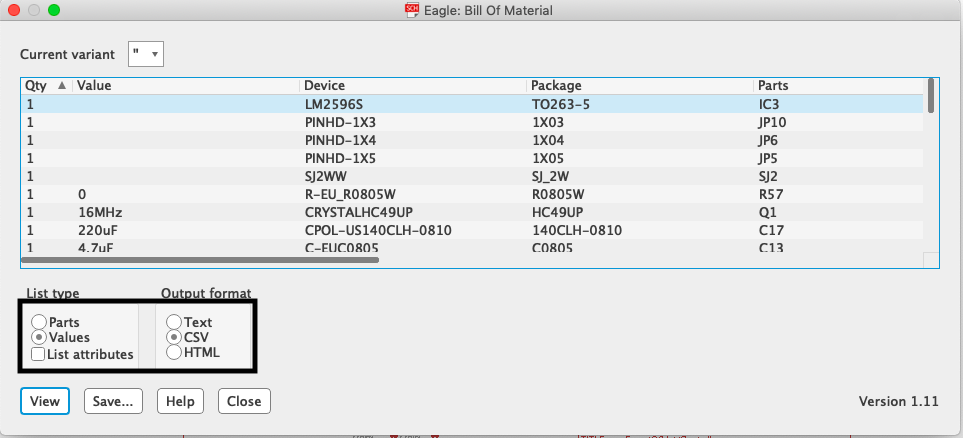 Eagle: Bill Of Material
Current variant "
Qty Value Device Package Parts
1 LM2596S TO263-5 IC3
1 PINHD-1X3 1X03 JP10
1 PINHD-1X4 1X04 JP6
1 PINHD-1X5 1X05 JP5
1 SJ2WW SJ_2W SJ2
1 0 R-EU_R0805W R0805W R57
1 16MHz CRYSTALHC49UP HC49UP Q1
1 220uF CPOL-US140CLH-0810 140CLH-0810 C17
1 4.7uF C-EUC0805 C0805 C13
List type Output format
Parts Text
Values CSV
List attributes HTML
View Save... Help Close Version 1.11